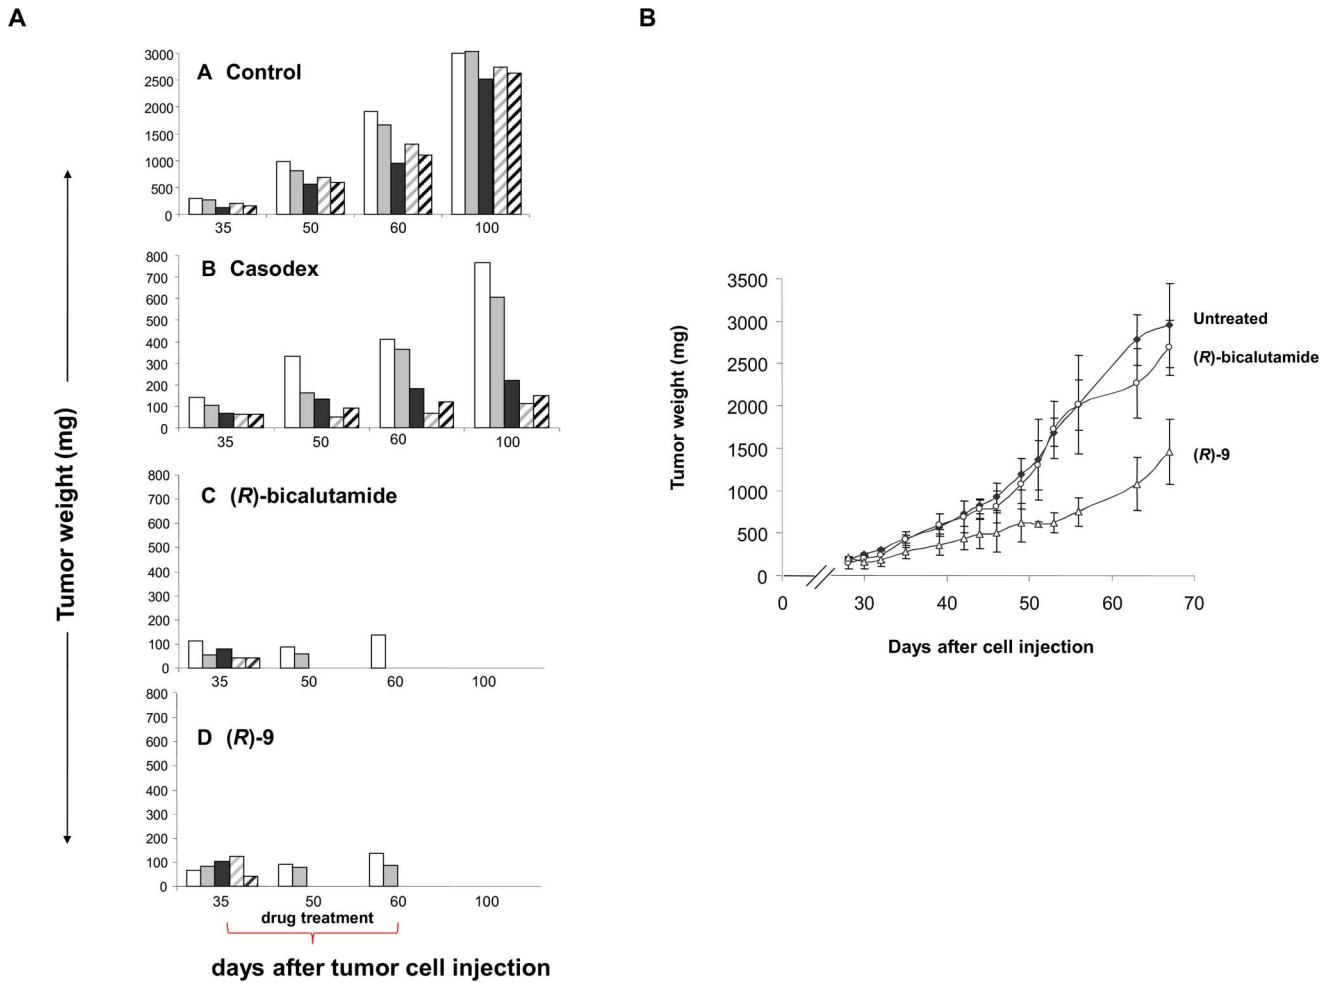 A
B
Tumor weight (mg)
A Control
3000
2500
2000
1500
1000
500
0
35 50 60 100
B Casodex
800
700
600
500
400
300
200
100
0
35 50 60 100
C (R)-bicalutamide
800
700
600
500
400
300
200
100
0
35 50 60 100
D (R)-9
800
700
600
500
400
300
200
100
0
35 50 60 100
drug treatment
days after tumor cell injection
Tumor weight (mg)
3500
3000
2500
2000
1500
1000
500
0
Untreated
(R)-bicalutamide
(R)-9
0 30 40 50 60 70
Days after cell injection